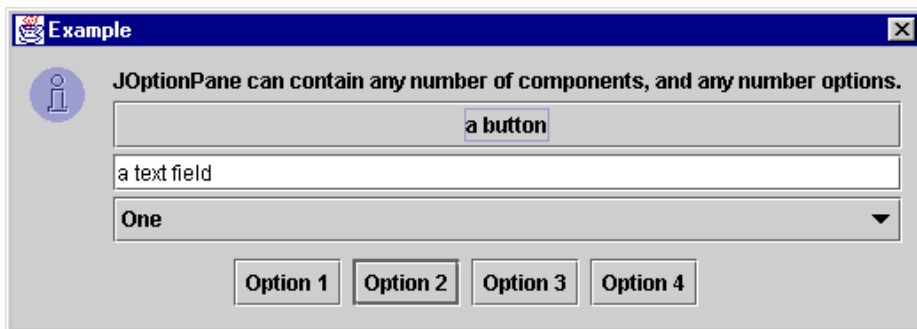 Example
JOptionPane can contain any number of components, and any number options.
a button
a text field
One
Option 1 Option 2 Option 3 Option 4